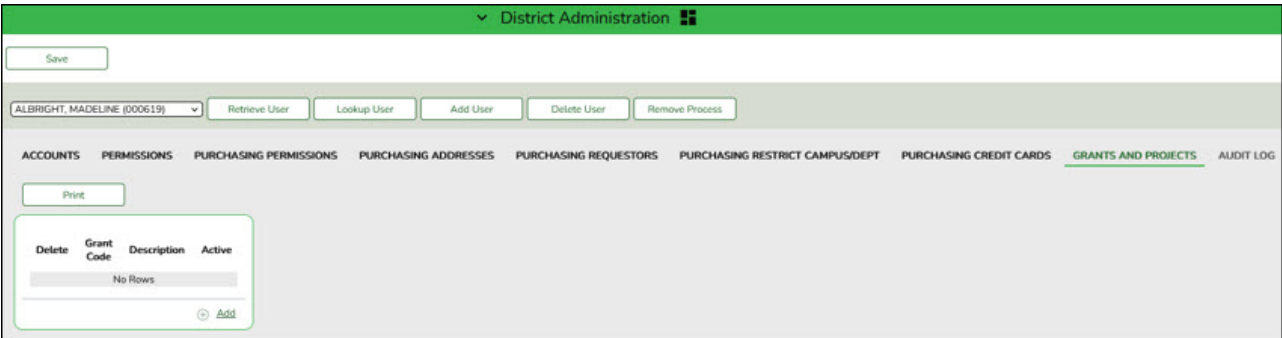 District Administration
Save
ALBRIGHT, MADELINE (000619) Retrieve User Lookup User Add User Delete User Remove Process
ACCOUNTS PERMISSIONS PURCHASING PERMISSIONS PURCHASING ADDRESSES PURCHASING REQUESTORS PURCHASING RESTRICT CAMPUS/DEPT PURCHASING CREDIT CARDS GRANTS AND PROJECTS AUDIT LOG
Print
Delete Grant Code Description Active
No Rows
Add